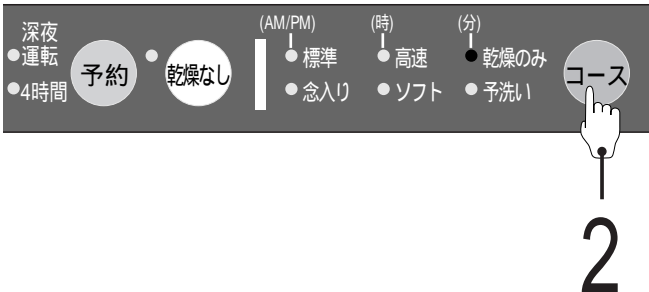 深夜
運転
4時間
予約
乾燥なし
(AM/PM) (時) (分)
標準 高速 乾燥のみ
念入り ソフト 予洗い
コース
2